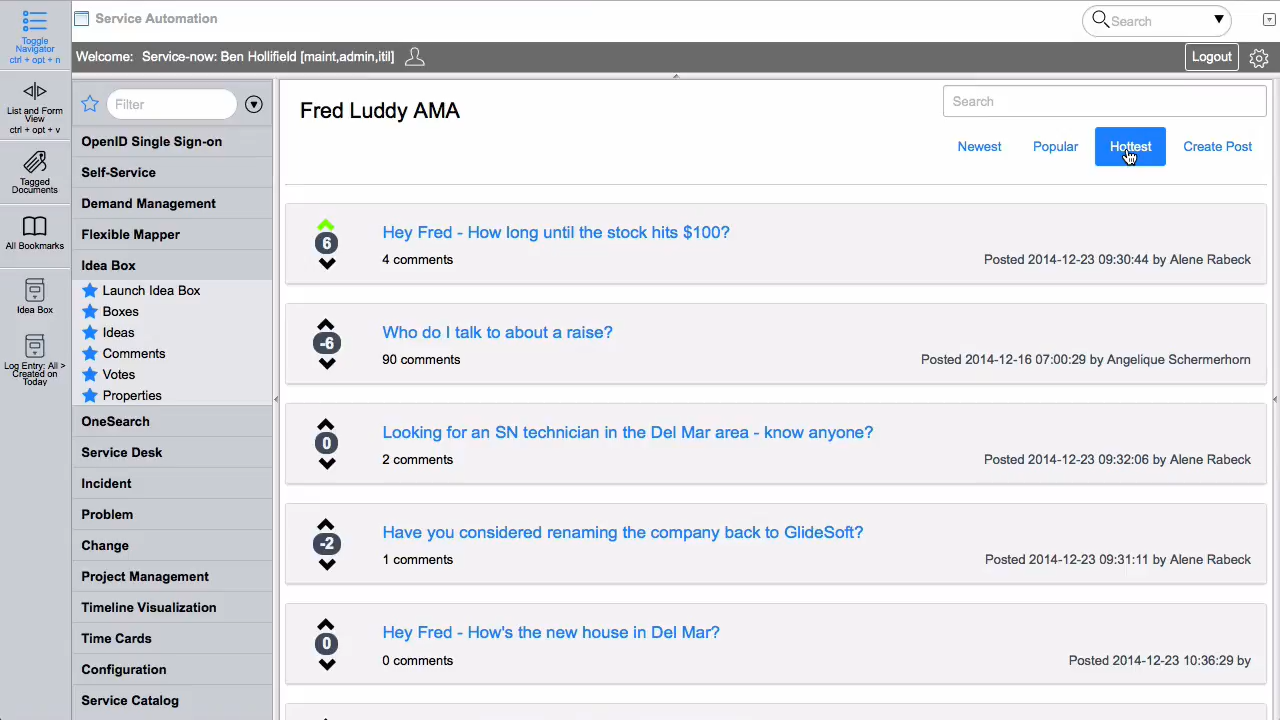 Toggle
Navigator
ctrl + opt + n
List and Form
View
ctrl + opt + v
Tagged
Documents
All Bookmarks
Idea Box
Log Entry: All >
Created on
Today
Service Automation
Search
Welcome: Service-now: Ben Hollifield [maint,admin,itil]
Logout
Filter
OpenID Single Sign-on
Self-Service
Demand Management
Flexible Mapper
Idea Box
Launch Idea Box
Boxes
Ideas
Comments
Votes
Properties
OneSearch
Service Desk
Incident
Problem
Change
Project Management
Timeline Visualization
Time Cards
Configuration
Service Catalog
Fred Luddy AMA
Search
Newest Popular Hottest Create Post
6
Hey Fred - How long until the stock hits $100?
4 comments
Posted 2014-12-23 09:30:44 by Alene Rabeck
-6
Who do I talk to about a raise?
90 comments
Posted 2014-12-16 07:00:29 by Angelique Schermerhorn
0
Looking for an SN technician in the Del Mar area - know anyone?
2 comments
Posted 2014-12-23 09:32:06 by Alene Rabeck
-2
Have you considered renaming the company back to GlideSoft?
1 comments
Posted 2014-12-23 09:31:11 by Alene Rabeck
0
Hey Fred - How's the new house in Del Mar?
0 comments
Posted 2014-12-23 10:36:29 by